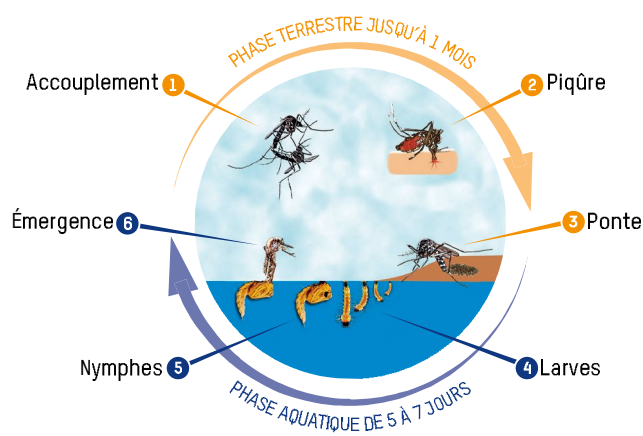 PHASE TERRESTRE JUSQU'À 1 MOIS
Accouplement 1
2 Piqûre
Émergence 6
3 Ponte
Nymphes 5
4 Larves
PHASE AQUATIQUE DE 5 À 7 JOURS